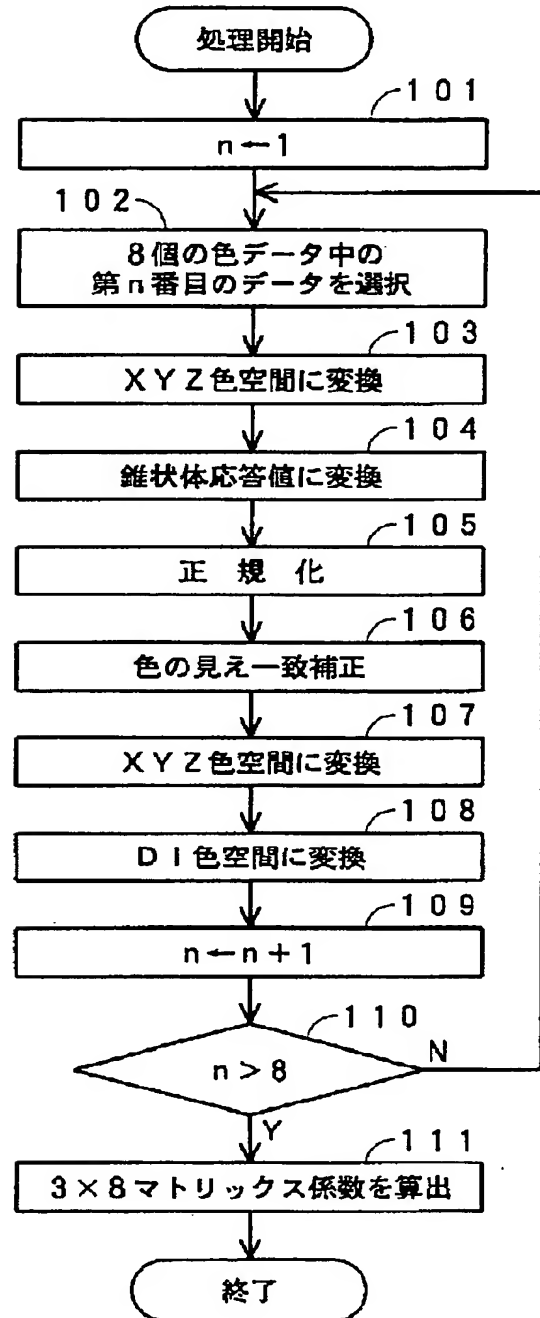 処理開始
101
n←1
102
8個の色データ中の
第n番目のデータを選択
103
XYZ色空間に変換
104
錐状体応答値に変換
105
正規化
106
色の見え一致補正
107
XYZ色空間に変換
108
DI色空間に変換
109
n←n+1
110
n>8
N
Y
111
3×8マトリックス係数を算出
終了